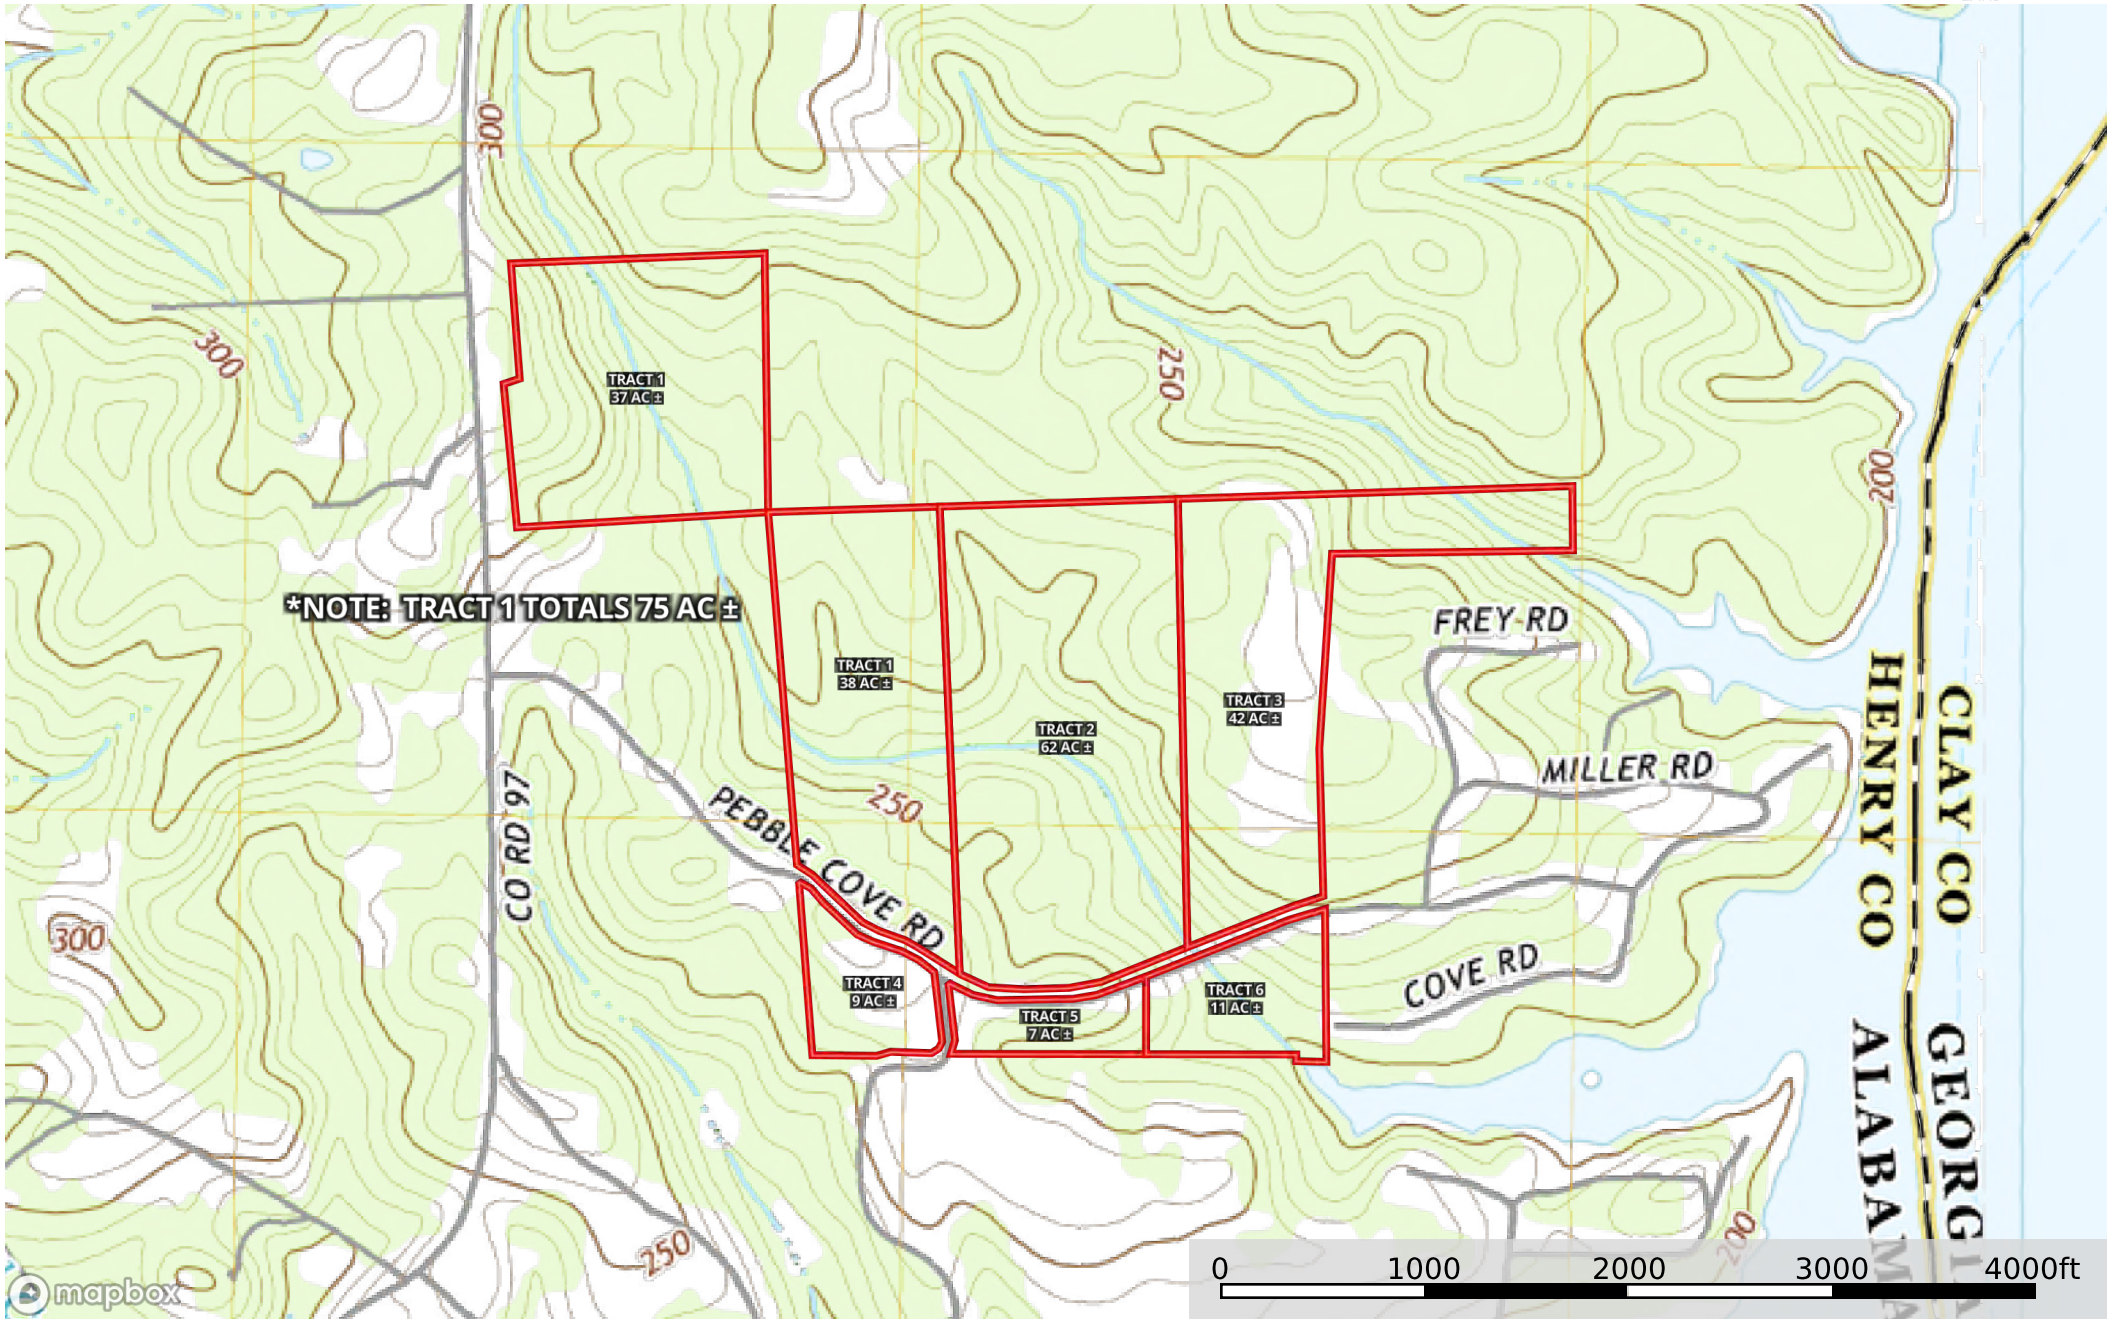 300
300
TRACT 1
37 AC ±
250
200
*NOTE: TRACT 1 TOTALS 75 AC ±
FREY RD
TRACT 1
38 AC ±
TRACT 3
42 AC ±
TRACT 2
62 AC ±
MILLER RD
HENRY CO
CLAY CO
CO RD 97
PEBBLE COVE RD
250
300
TRACT 4
9 AC ±
TRACT 5
7 AC ±
TRACT 6
11 AC ±
COVE RD
ALABAMA
GEORGIA
250
200
mapbox
0 1000 2000 3000 4000ft